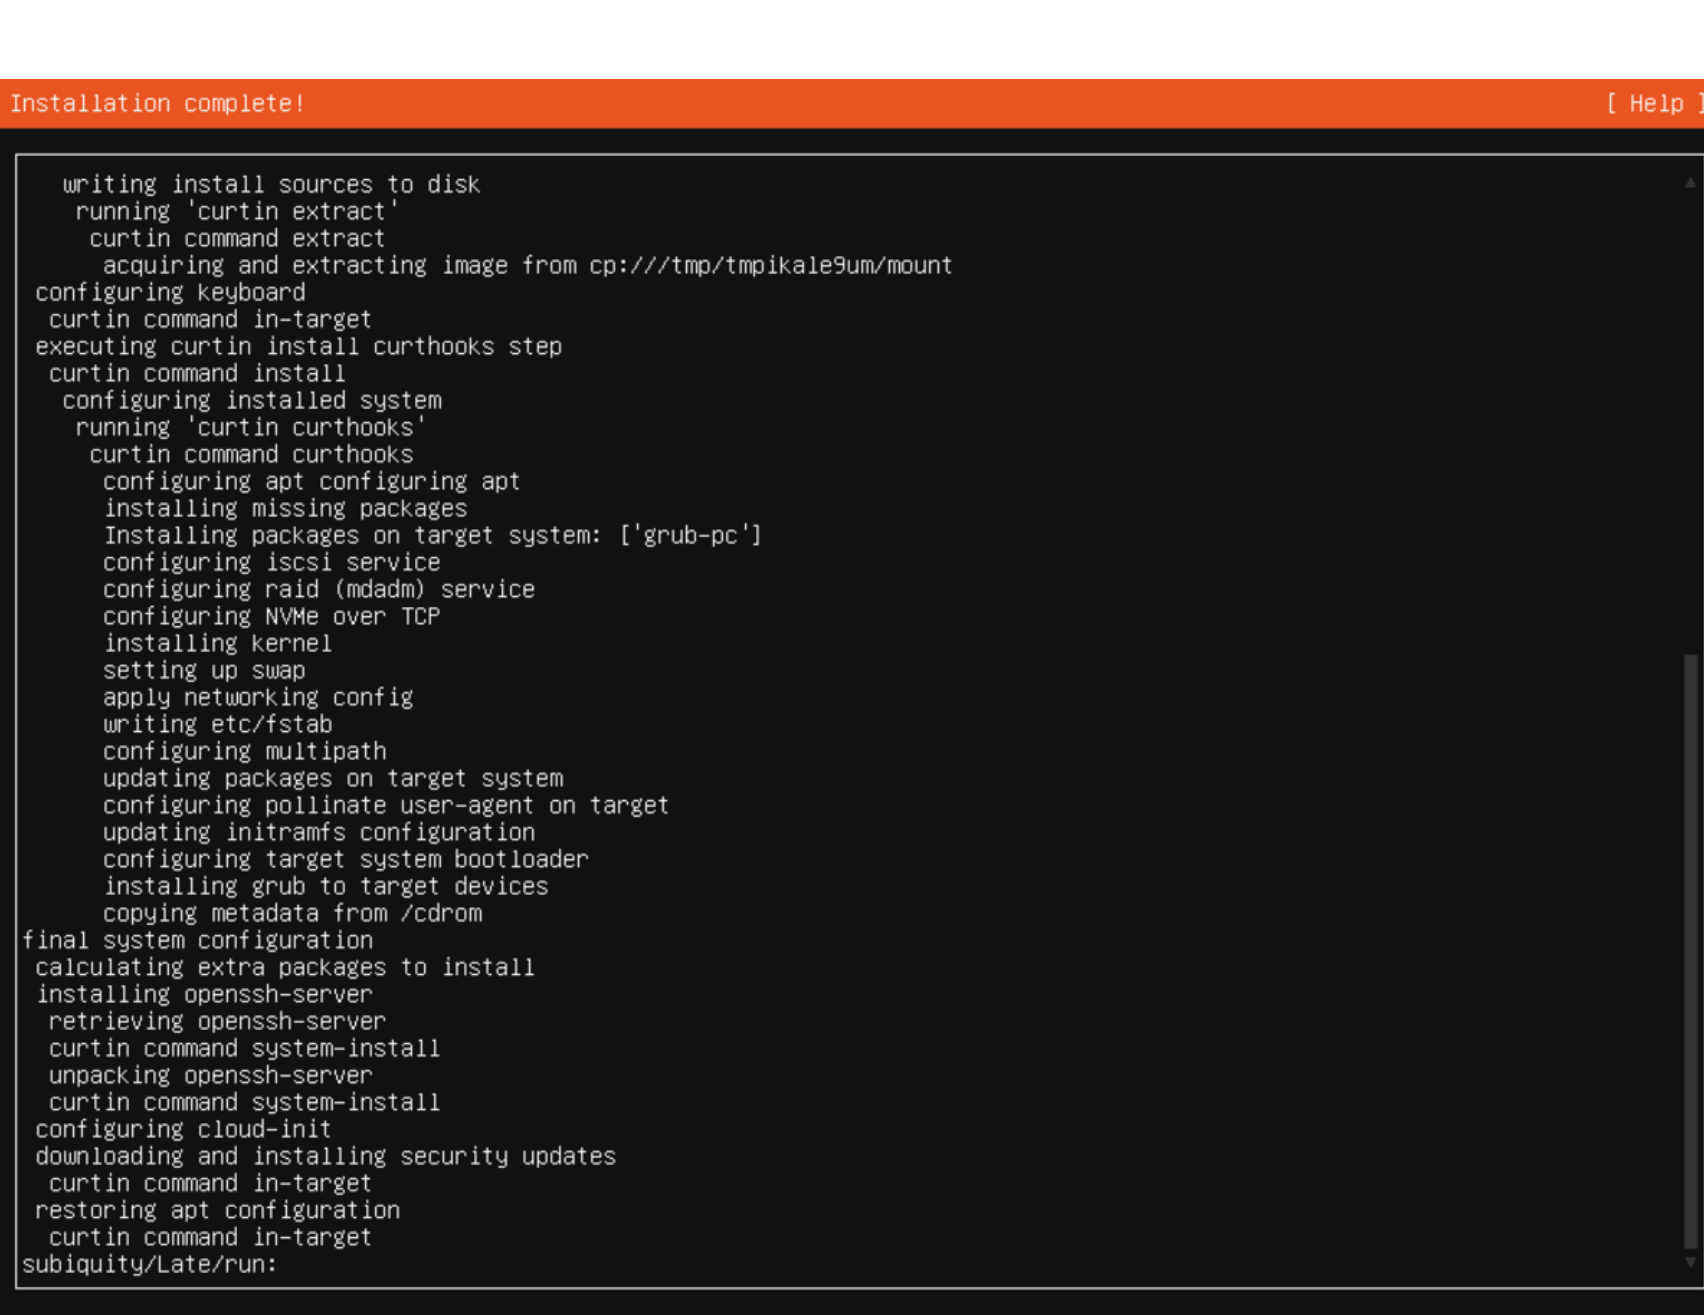 Installation complete!
[ Help ]
writing install sources to disk
running 'curtin extract'
curtin command extract
acquiring and extracting image from cp:///tmp/tmpikale9um/mount
configuring keyboard
curtin command in-target
executing curtin install curthooks step
curtin command install
configuring installed system
running 'curtin curthooks'
curtin command curthooks
configuring apt configuring apt
installing missing packages
Installing packages on target system: ['grub-pc']
configuring iscsi service
configuring raid (mdadm) service
configuring NVMe over TCP
installing kernel
setting up swap
apply networking config
writing etc/fstab
configuring multipath
updating packages on target system
configuring pollinate user-agent on target
updating initramfs configuration
configuring target system bootloader
installing grub to target devices
copying metadata from /cdrom
final system configuration
calculating extra packages to install
installing openssh-server
retrieving openssh-server
curtin command system-install
unpacking openssh-server
curtin command system-install
configuring cloud-init
downloading and installing security updates
curtin command in-target
restoring apt configuration
curtin command in-target
subiquity/Late/run: